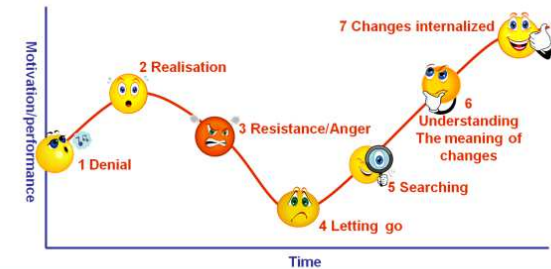 7 Changes internalized
2 Realisation
3 Resistance/Anger
6
Understanding
The meaning of
changes
1 Denial
5 Searching
4 Letting go
Motivation/performance
Time